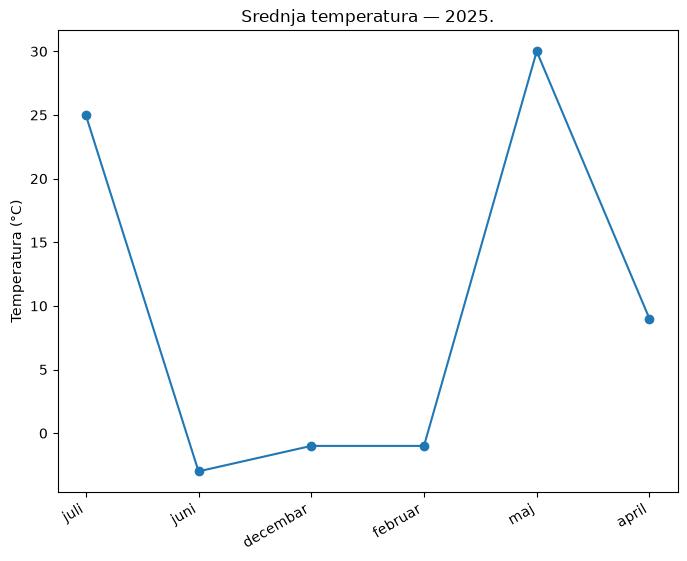 Srednja temperatura — 2025.
Temperatura (°C)
30
25
20
15
10
5
0
juli
juni
decembar
februar
maj
april